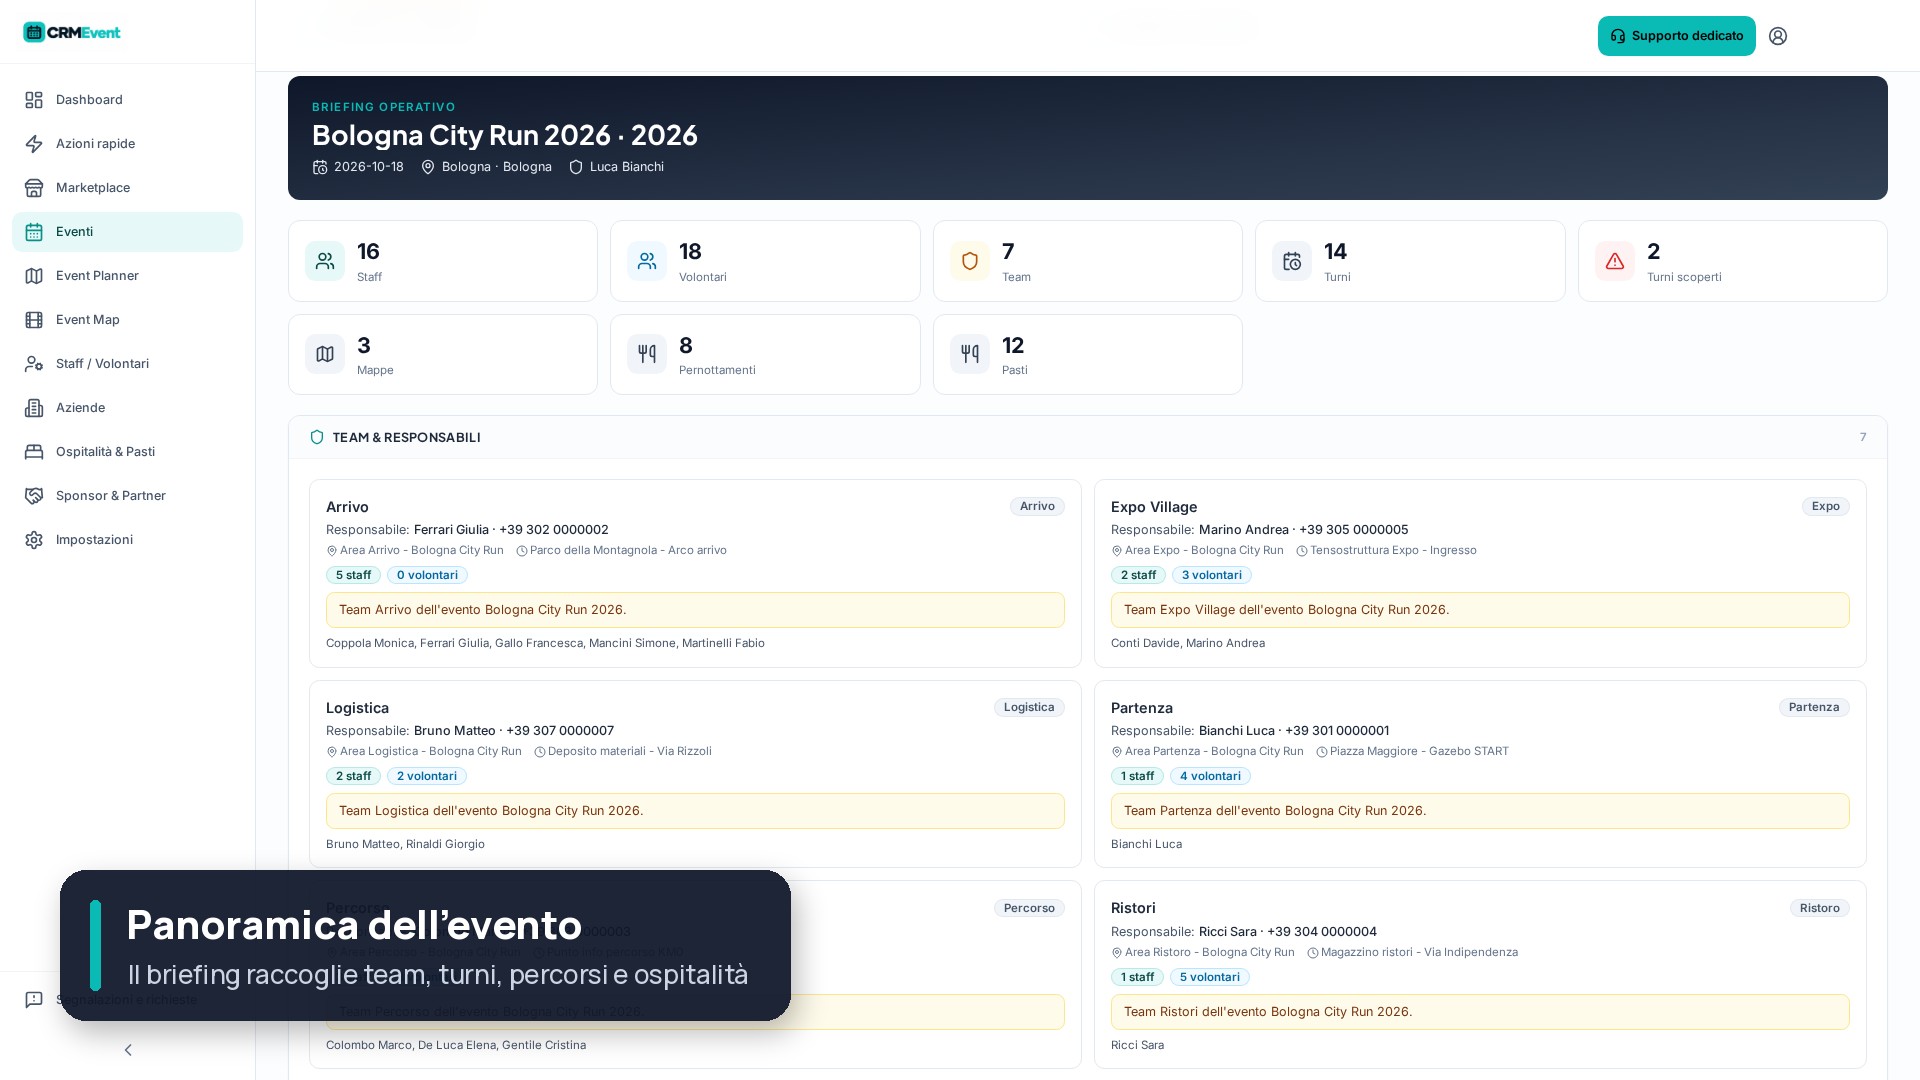 CRMEvent
Supporto dedicato
Dashboard
Azioni rapide
Marketplace
Eventi
Event Planner
Event Map
Staff / Volontari
Aziende
Ospitalità & Pasti
Sponsor & Partner
Impostazioni
BRIEFING OPERATIVO
Bologna City Run 2026 · 2026
2026-10-18 Bologna · Bologna Luca Bianchi
16
Staff
18
Volontari
7
Team
14
Turni
2
Turni scoperti
3
Mappe
8
Pernottamenti
12
Pasti
TEAM & RESPONSABILI 7
Arrivo Arrivo
Responsabile: Ferrari Giulia · +39 302 0000002
Area Arrivo - Bologna City Run Parco della Montagnola - Arco arrivo
5 staff 0 volontari
Team Arrivo dell'evento Bologna City Run 2026.
Coppola Monica, Ferrari Giulia, Gallo Francesca, Mancini Simone, Martinelli Fabio
Expo Village Expo
Responsabile: Marino Andrea · +39 305 0000005
Area Expo - Bologna City Run Tensostruttura Expo - Ingresso
2 staff 3 volontari
Team Expo Village dell'evento Bologna City Run 2026.
Conti Davide, Marino Andrea
Logistica Logistica
Responsabile: Bruno Matteo · +39 307 0000007
Area Logistica - Bologna City Run Deposito materiali - Via Rizzoli
2 staff 2 volontari
Team Logistica dell'evento Bologna City Run 2026.
Bruno Matteo, Rinaldi Giorgio
Partenza Partenza
Responsabile: Bianchi Luca · +39 301 0000001
Area Partenza - Bologna City Run Piazza Maggiore - Gazebo START
1 staff 4 volontari
Team Partenza dell'evento Bologna City Run 2026.
Bianchi Luca
Percorso Percorso
Team Percorso dell'evento Bologna City Run 2026.
Colombo Marco, De Luca Elena, Gentile Cristina
Ristori Ristoro
Responsabile: Ricci Sara · +39 304 0000004
Area Ristoro - Bologna City Run Magazzino ristori - Via Indipendenza
1 staff 5 volontari
Team Ristori dell'evento Bologna City Run 2026.
Ricci Sara
Segnalazioni e richieste
Panoramica dell'evento
Il briefing raccoglie team, turni, percorsi e ospitalità